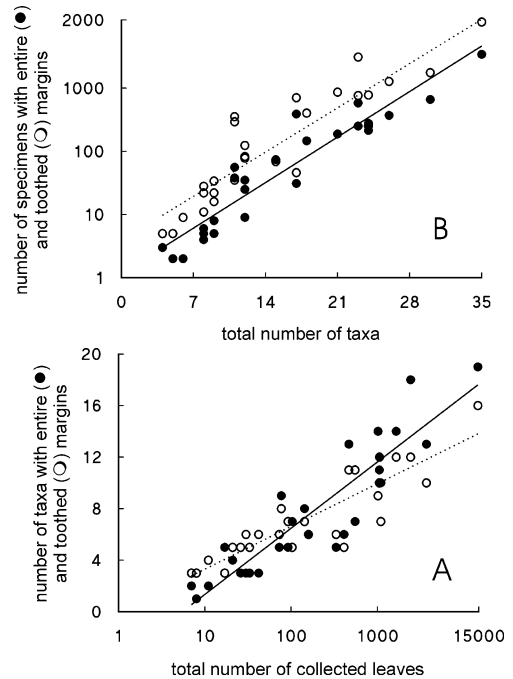 number of specimens with entire (●)
and toothed (❍) margins
2000
1000
100
10
1
B
0 7 14 21 28 35
total number of taxa
number of taxa with entire (●)
and toothed (❍) margins
20
16
12
8
4
0
A
1 10 100 1000 15000
total number of collected leaves